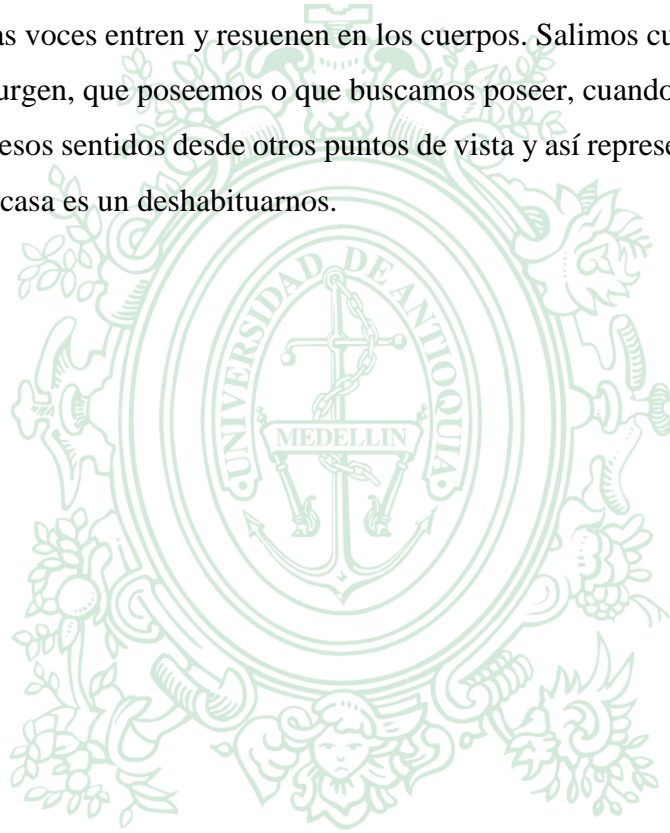 as voces entren y resuenen en los cuerpos. Salimos cu
urgen, que poseemos o que buscamos poseer, cuando
esos sentidos desde otros puntos de vista y así represe
casa es un deshabituarnos.
· UNIVERSIDAD DE ANTIOQUIA ·
MEDELLIN